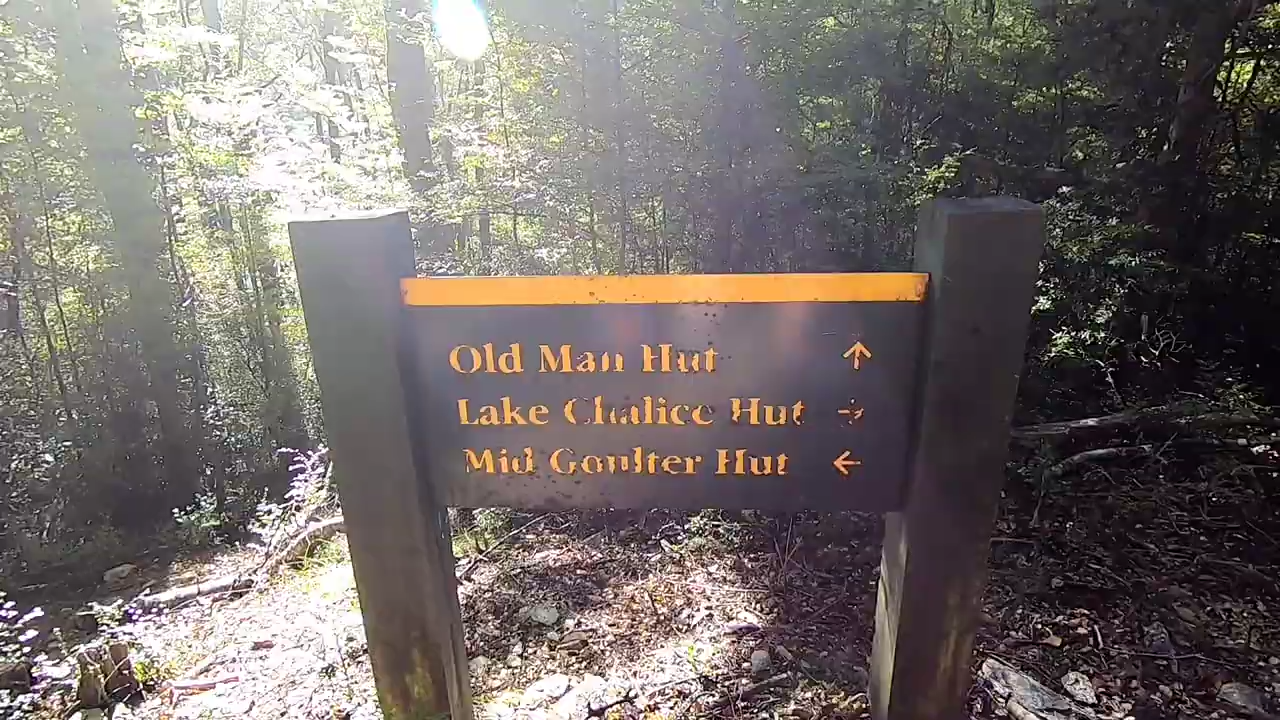 Old Man Hut ↑
Lake Chalice Hut →
Mid Goulter Hut ←